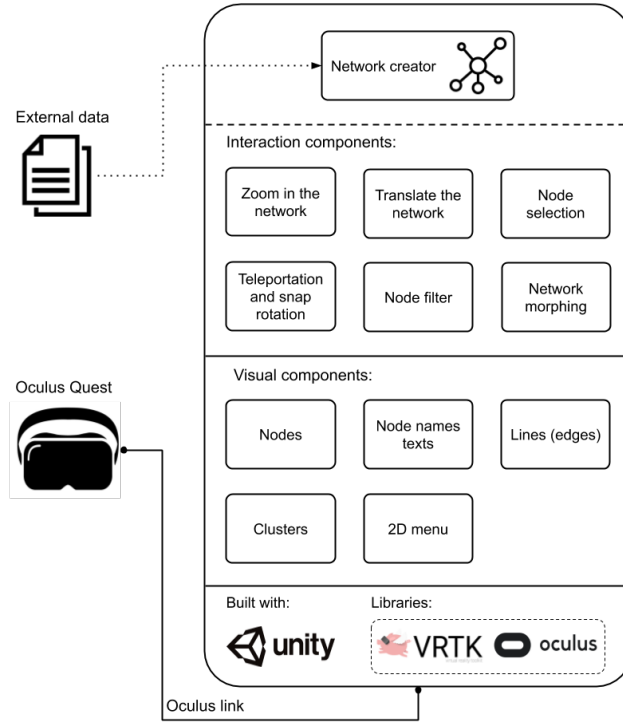 Network creator
External data
Interaction components:
Zoom in the
network
Translate the
network
Node
selection
Teleportation
and snap
rotation
Node filter
Network
morphing
Visual components:
Oculus Quest
Nodes
Node names
texts
Lines (edges)
Clusters
2D menu
Built with:
Libraries:
unity
VRTK
oculus
Oculus link